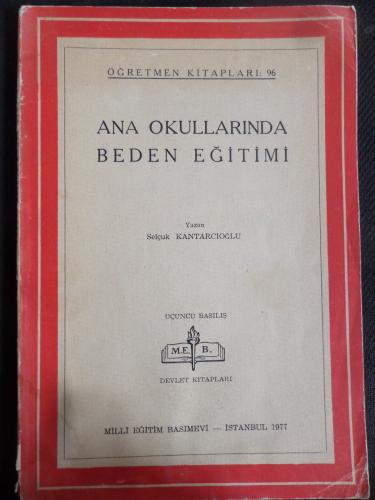 ÖĞRETMEN KİTAPLARI: 96
ANA OKULLARINDA
BEDEN EĞİTİMİ
Yazan
Selçuk KANTARCIOĞLU
ÜÇÜNCÜ BASILIŞ
M.E. B.
DEVLET KİTAPLARI
MİLLÎ EĞİTİM BASIMEVİ — İSTANBUL 1977